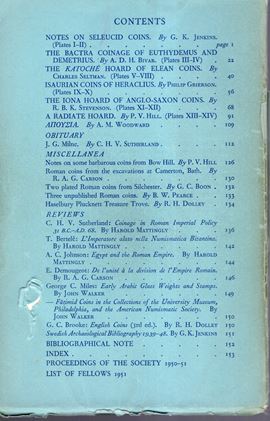 CONTENTS
NOTES ON SELEUCID COINS. By G. K. JENKINS.
(Plates I–II) . . . . . . page 1
THE BACTRA COINAGE OF EUTHYDEMUS AND
DEMETRIUS. By A. D. H. BIVAR. (Plates III–IV) . 22
THE KATOCHÉ HOARD OF ELEAN COINS. By
CHARLES SELTMAN. (Plates V–VIII) . . . 40
ISAURIAN COINS OF HERACLIUS. By PHILIP GRIERSON.
(Plates IX–X) . . . . . . 56
THE IONA HOARD OF ANGLO-SAXON COINS. By
R. B. K. STEVENSON. (Plates XI–XII) . . . 68
A RADIATE HOARD. By P. V. HILL. (Plates XIII–XIV) 91
ΑΠΟΥΣΙΑ. By A. M. WOODWARD . . . 109
OBITUARY
J. G. Milne. By C. H. V. SUTHERLAND . . . 112
MISCELLANEA
Notes on some barbarous coins from Bow Hill. By P. V. HILL 126
Roman coins from the excavations at Camerton, Bath. By
R. A. G. CARSON . . . . . 130
Two plated Roman coins from Silchester. By G. C. BOON . 132
Three unpublished Roman coins. By B. W. PEARCE . . 133
Haselbury Plucknett Treasure Trove. By R. H. DOLLEY . 134
REVIEWS
C. H. V. Sutherland: Coinage in Roman Imperial Policy
31 B.C.–A.D. 68. By HAROLD MATTINGLY . . 136
T. Bertelè: L'Imperatore alato nella Numismatica Bizantina.
By HAROLD MATTINGLY . . . . 142
A. C. Johnson: Egypt and the Roman Empire. By HAROLD
MATTINGLY . . . . . . 144
E. Demougeot: De l'unité à la division de l'Empire Romain.
By R. A. G. CARSON . . . . . 146
George C. Miles: Early Arabic Glass Weights and Stamps.
By JOHN WALKER . . . . . 149
— Fāṭimid Coins in the Collections of the University Museum,
Philadelphia, and the American Numismatic Society. By
JOHN WALKER . . . . . 150
G. C. Brooke: English Coins (3rd ed.). By R. H. DOLLEY 150
Swedish Archaeological Bibliography 1939–48. By G. K. JENKINS 151
BIBLIOGRAPHICAL NOTE . . . . 152
INDEX . . . . . . . 153
PROCEEDINGS OF THE SOCIETY 1950–51
LIST OF FELLOWS 1951